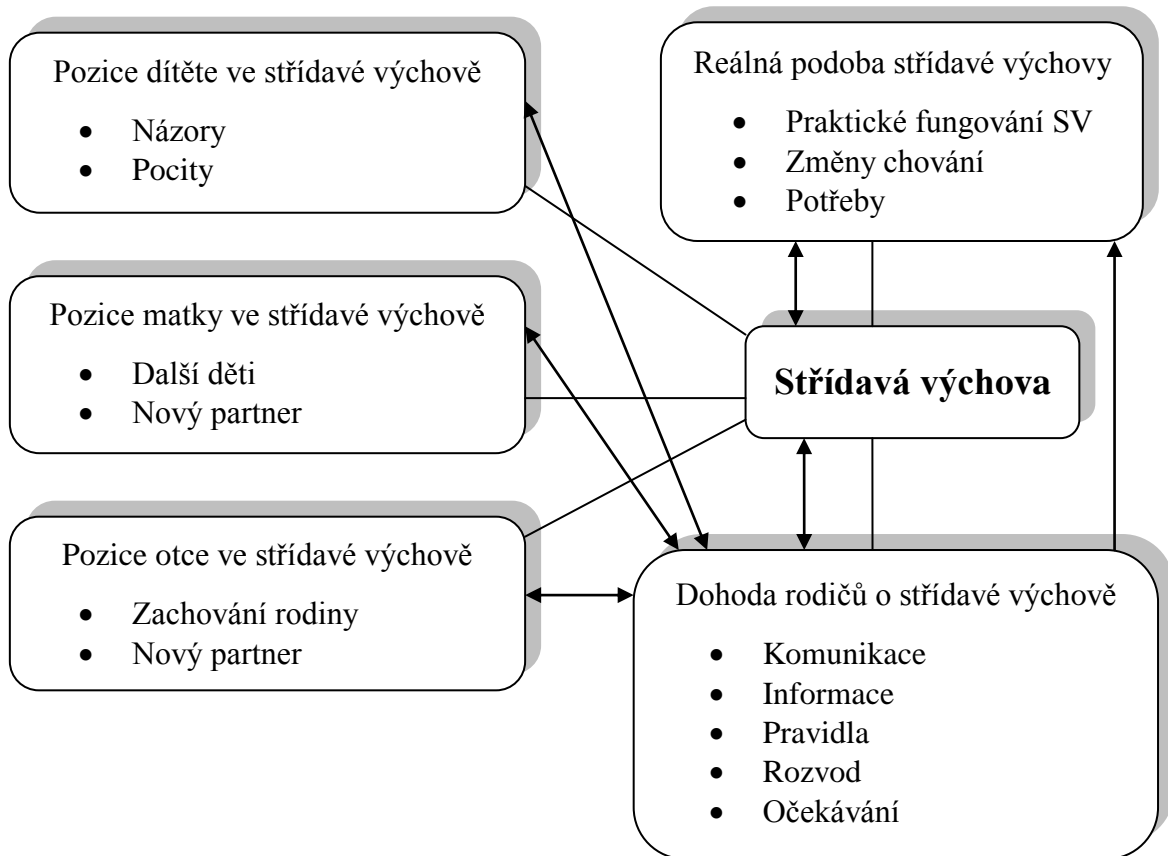 Pozice dítěte ve střídavé výchově
• Názory
• Pocity
Reálná podoba střídavé výchovy
• Praktické fungování SV
• Změny chování
• Potřeby
Pozice matky ve střídavé výchově
• Další děti
• Nový partner
Střídavá výchova
Pozice otce ve střídavé výchově
• Zachování rodiny
• Nový partner
Dohoda rodičů o střídavé výchově
• Komunikace
• Informace
• Pravidla
• Rozvod
• Očekávání